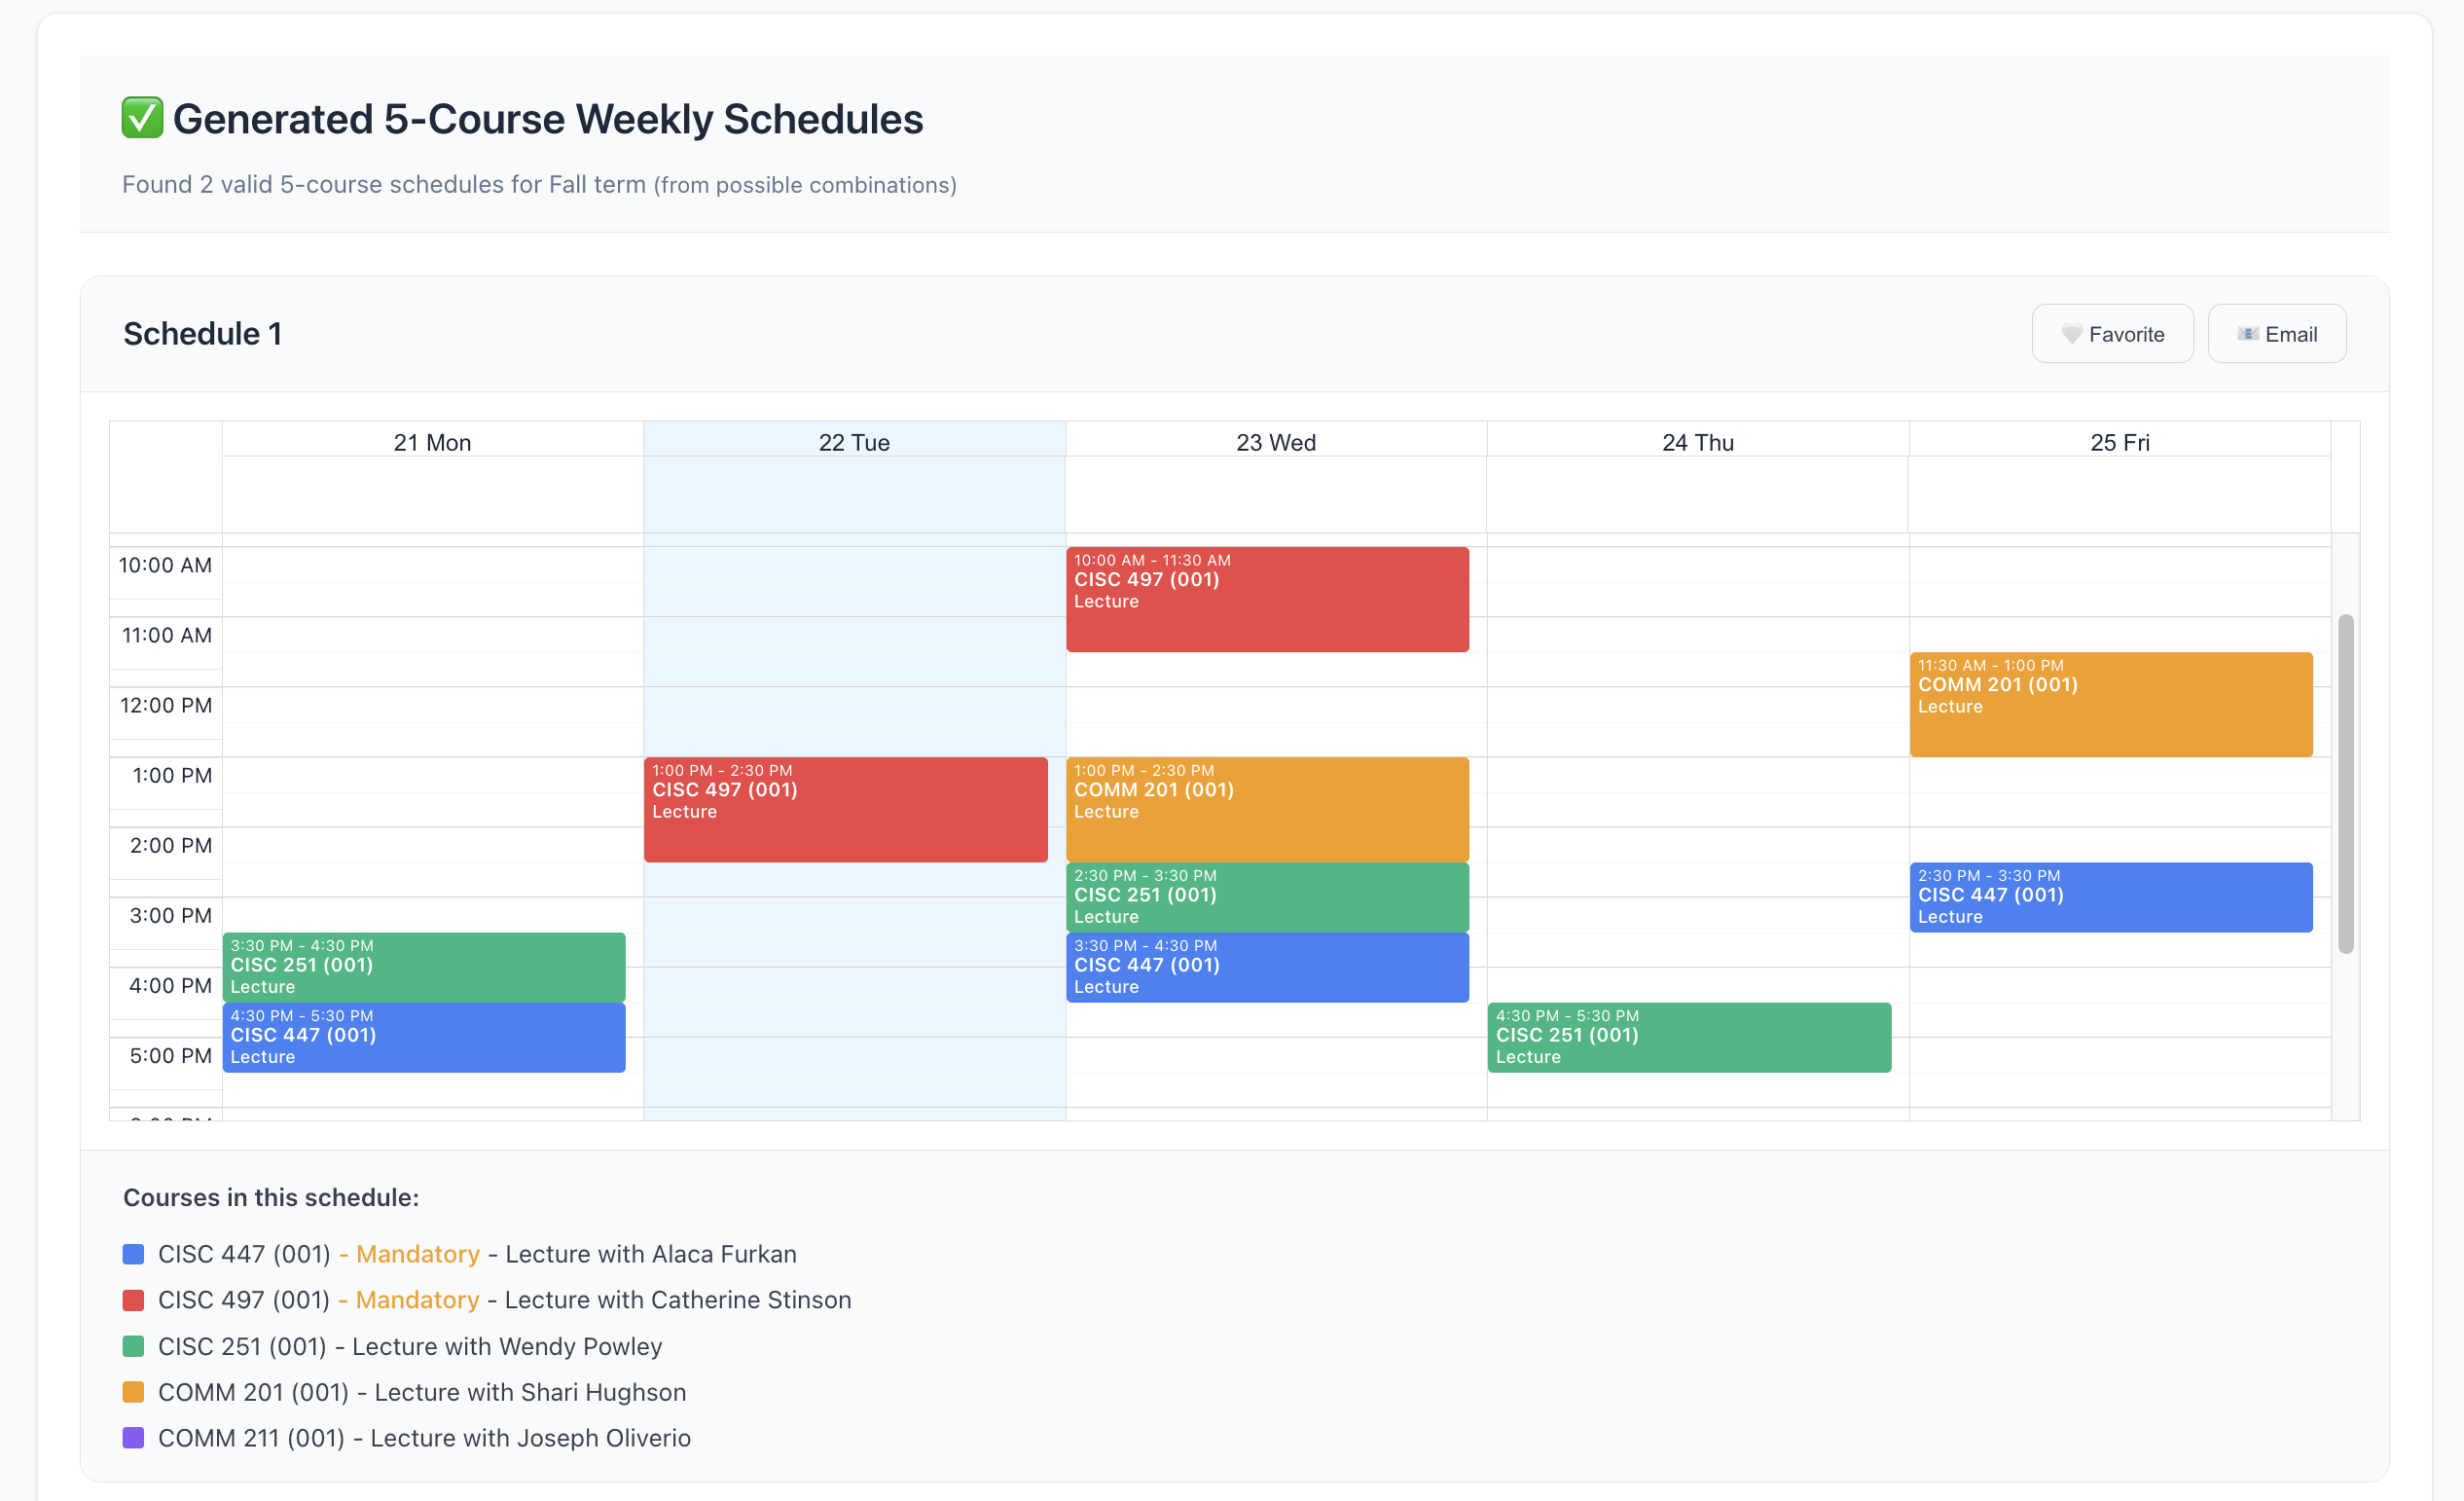 ✅ Generated 5-Course Weekly Schedules
Found 2 valid 5-course schedules for Fall term (from possible combinations)
Schedule 1
🤍 Favorite
📧 Email
21 Mon
22 Tue
23 Wed
24 Thu
25 Fri
10:00 AM
11:00 AM
12:00 PM
1:00 PM
2:00 PM
3:00 PM
4:00 PM
5:00 PM
3:30 PM - 4:30 PM
CISC 251 (001)
Lecture
4:30 PM - 5:30 PM
CISC 447 (001)
Lecture
1:00 PM - 2:30 PM
CISC 497 (001)
Lecture
10:00 AM - 11:30 AM
CISC 497 (001)
Lecture
1:00 PM - 2:30 PM
COMM 201 (001)
Lecture
2:30 PM - 3:30 PM
CISC 251 (001)
Lecture
3:30 PM - 4:30 PM
CISC 447 (001)
Lecture
4:30 PM - 5:30 PM
CISC 251 (001)
Lecture
11:30 AM - 1:00 PM
COMM 201 (001)
Lecture
2:30 PM - 3:30 PM
CISC 447 (001)
Lecture
Courses in this schedule:
CISC 447 (001) - Mandatory - Lecture with Alaca Furkan
CISC 497 (001) - Mandatory - Lecture with Catherine Stinson
CISC 251 (001) - Lecture with Wendy Powley
COMM 201 (001) - Lecture with Shari Hughson
COMM 211 (001) - Lecture with Joseph Oliverio